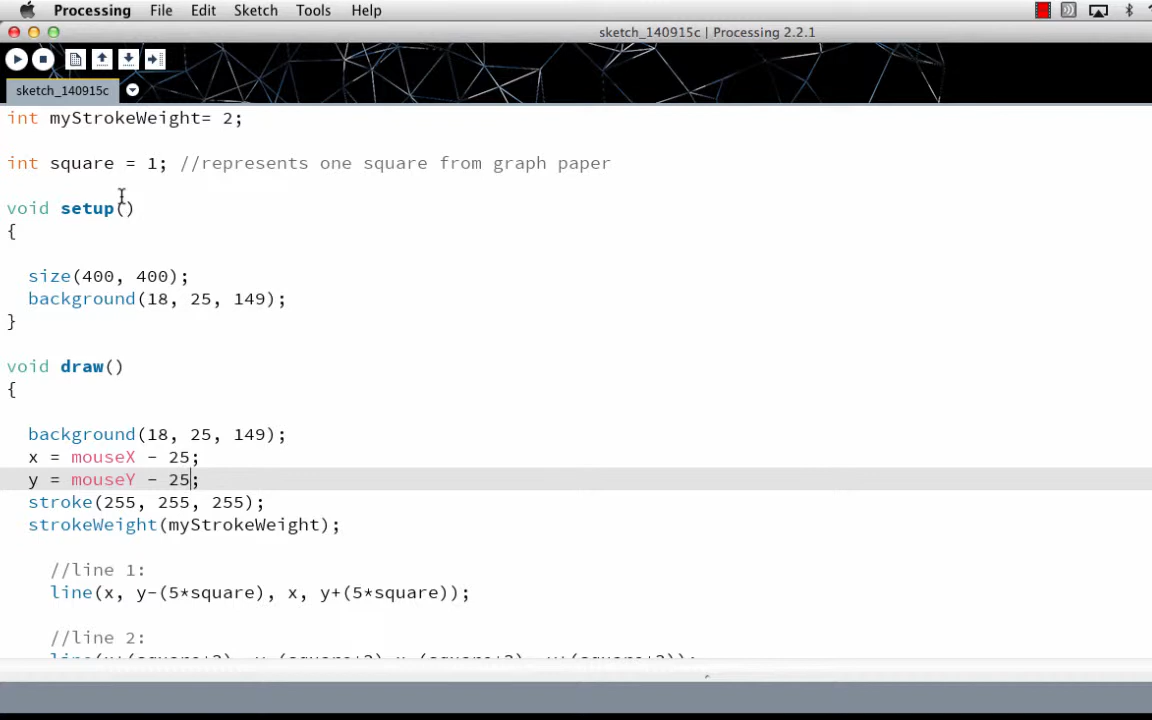 Processing File Edit Sketch Tools Help
sketch_140915c | Processing 2.2.1
sketch_140915c
int myStrokeWeight= 2;
int square = 1; //represents one square from graph paper
void setup()
{
size(400, 400);
background(18, 25, 149);
}
void draw()
{
background(18, 25, 149);
x = mouseX - 25;
y = mouseY - 25;
stroke(255, 255, 255);
strokeWeight(myStrokeWeight);
//line 1:
line(x, y-(5*square), x, y+(5*square));
//line 2: